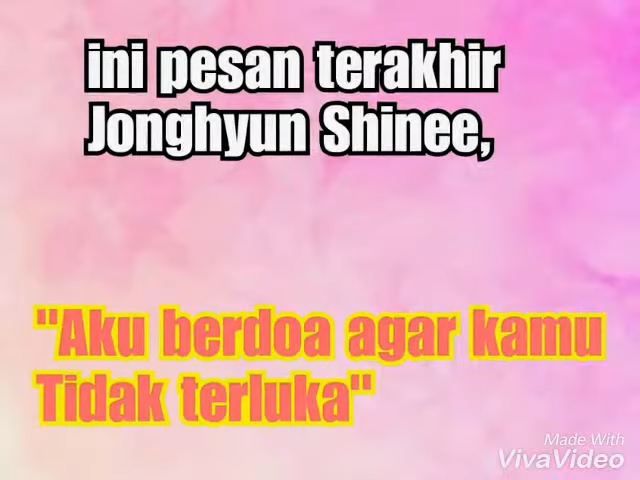 ini pesan terakhir
Jonghyun Shinee,
"Aku berdoa agar kamu
Tidak terluka"
Made With
VivaVideo